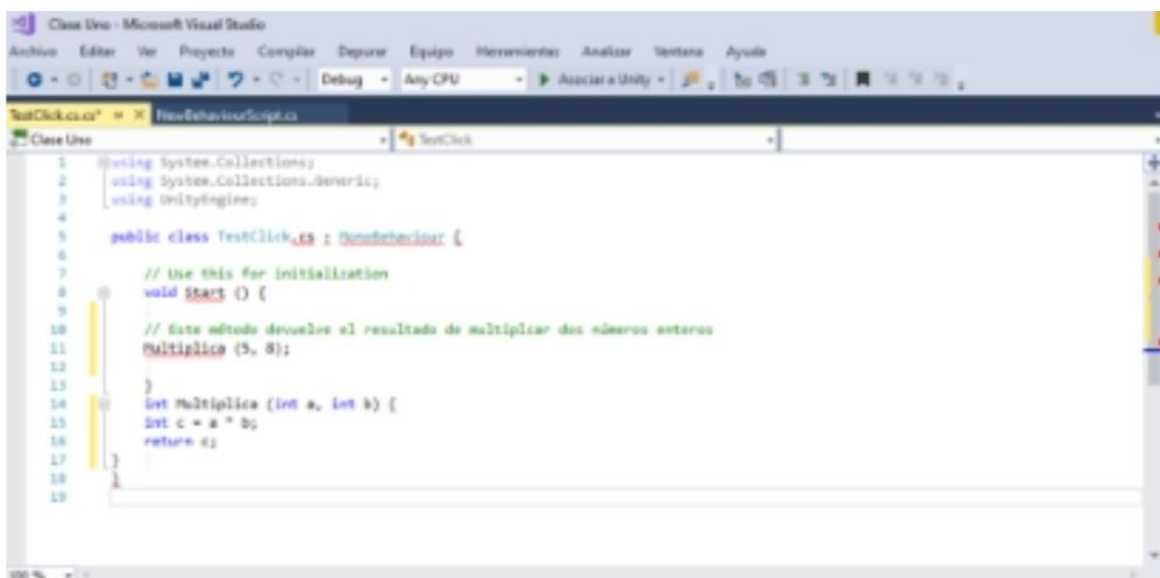 Clase Uno - Microsoft Visual Studio
Archivo Editar Ver Proyecto Compilar Depurar Equipo Herramientas Analizar Ventana Ayuda
Debug Any CPU Asociar a Unity
TestClick.cs.cs* NewBehaviourScript.cs
Clase Uno TestClick
1 using System.Collections;
2 using System.Collections.Generic;
3 using UnityEngine;
4
5 public class TestClick.cs : MonoBehaviour {
6
7 // Use this for initialization
8 void Start () {
9
10 // Este método devuelve el resultado de multiplcar dos números enteros
11 Multiplica (5, 8);
12
13 }
14 int Multiplica (int a, int b) {
15 int c = a * b;
16 return c;
17 }
18 }
19
100 %